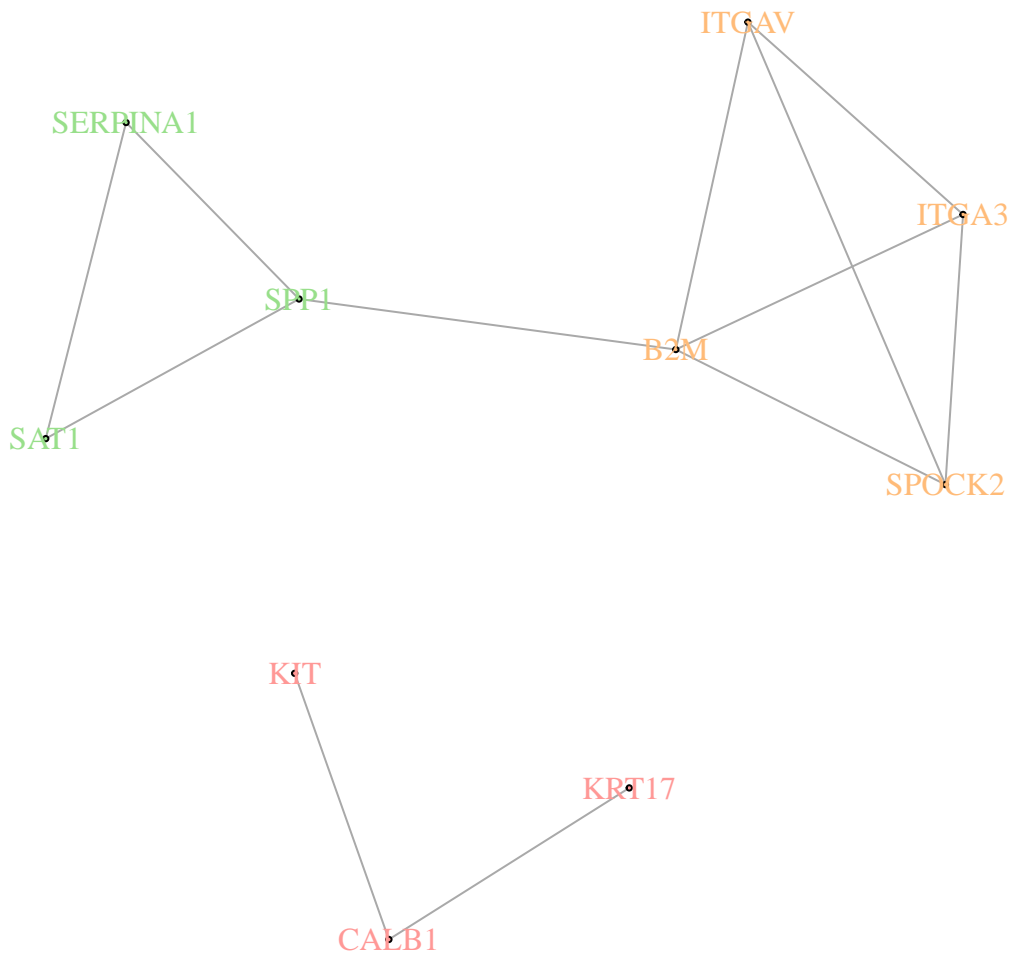 ITGAV
SERPINA1
ITGA3
SPP1
B2M
SAT1
SPOCK2
KIT
KRT17
CALB1